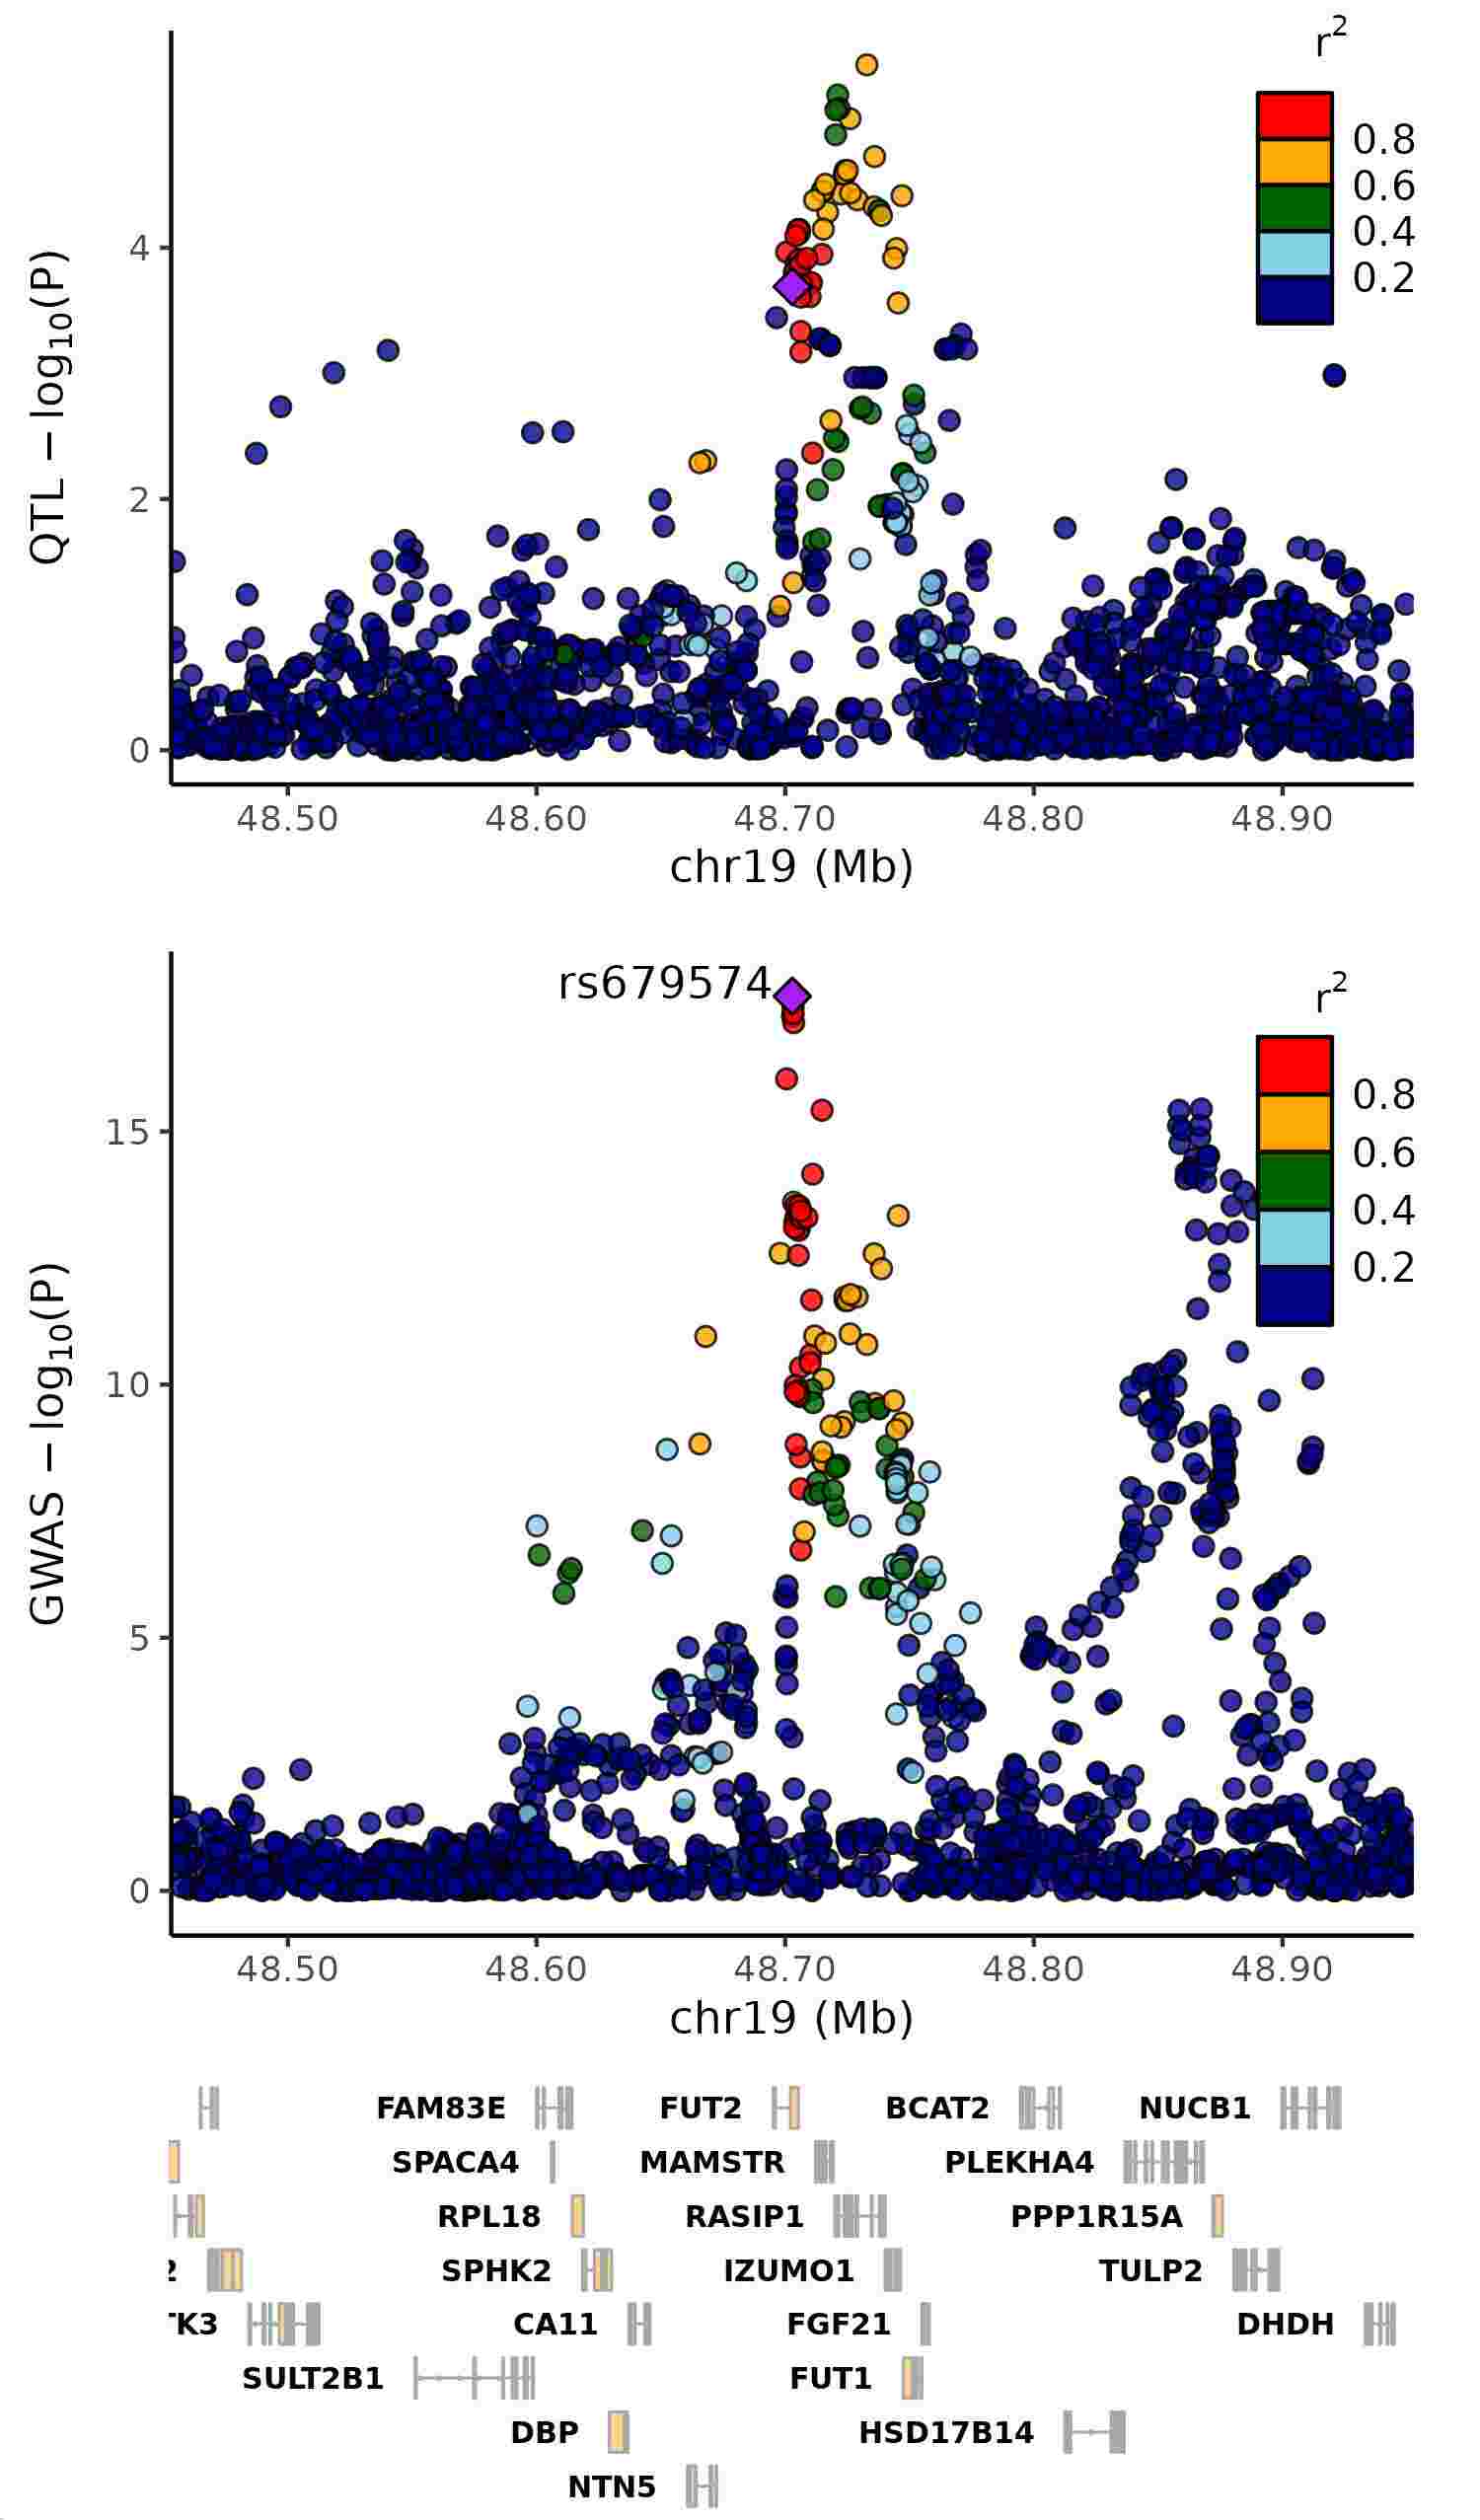 r2
0.8
0.6
0.4
0.2
QTL −log10(P)
4
2
0
48.50 48.60 48.70 48.80 48.90
chr19 (Mb)
rs679574
r2
0.8
0.6
0.4
0.2
GWAS −log10(P)
15
10
5
0
48.50 48.60 48.70 48.80 48.90
chr19 (Mb)
FAM83E FUT2 BCAT2 NUCB1
SPACA4 MAMSTR PLEKHA4
RPL18 RASIP1 PPP1R15A
2 SPHK2 IZUMO1 TULP2
TK3 CA11 FGF21 DHDH
SULT2B1 FUT1
DBP HSD17B14
NTN5